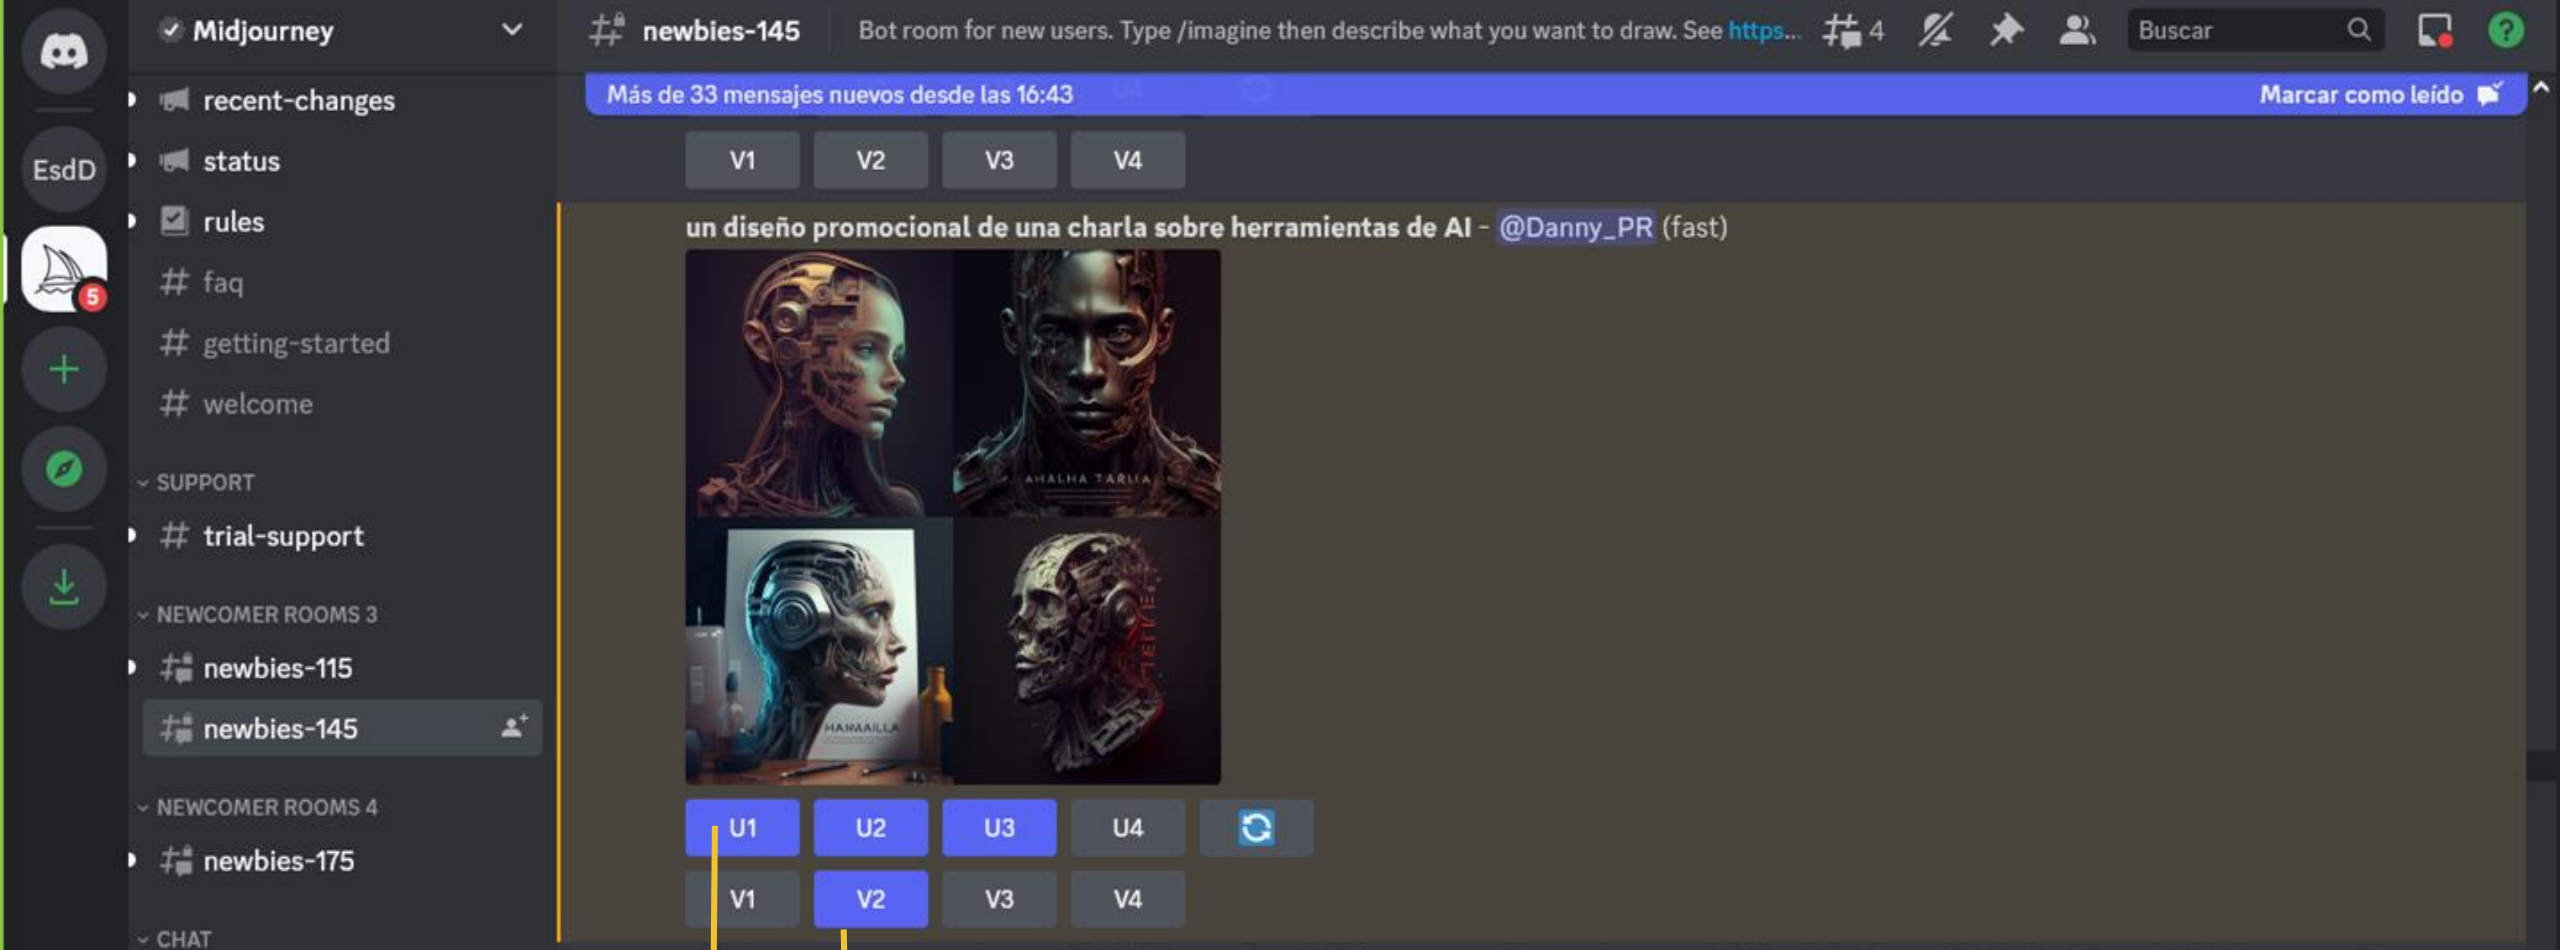 Midjourney
recent-changes
status
rules
faq
getting-started
welcome
SUPPORT
trial-support
NEWCOMER ROOMS 3
newbies-115
newbies-145
NEWCOMER ROOMS 4
newbies-175
CHAT
EsdD
5
newbies-145
Bot room for new users. Type /imagine then describe what you want to draw. See https...
4
Buscar
?
Más de 33 mensajes nuevos desde las 16:43
Marcar como leído
V1 V2 V3 V4
un diseño promocional de una charla sobre herramientas de AI - @Danny_PR (fast)
HAMAAILLA
U1 U2 U3 U4
V1 V2 V3 V4